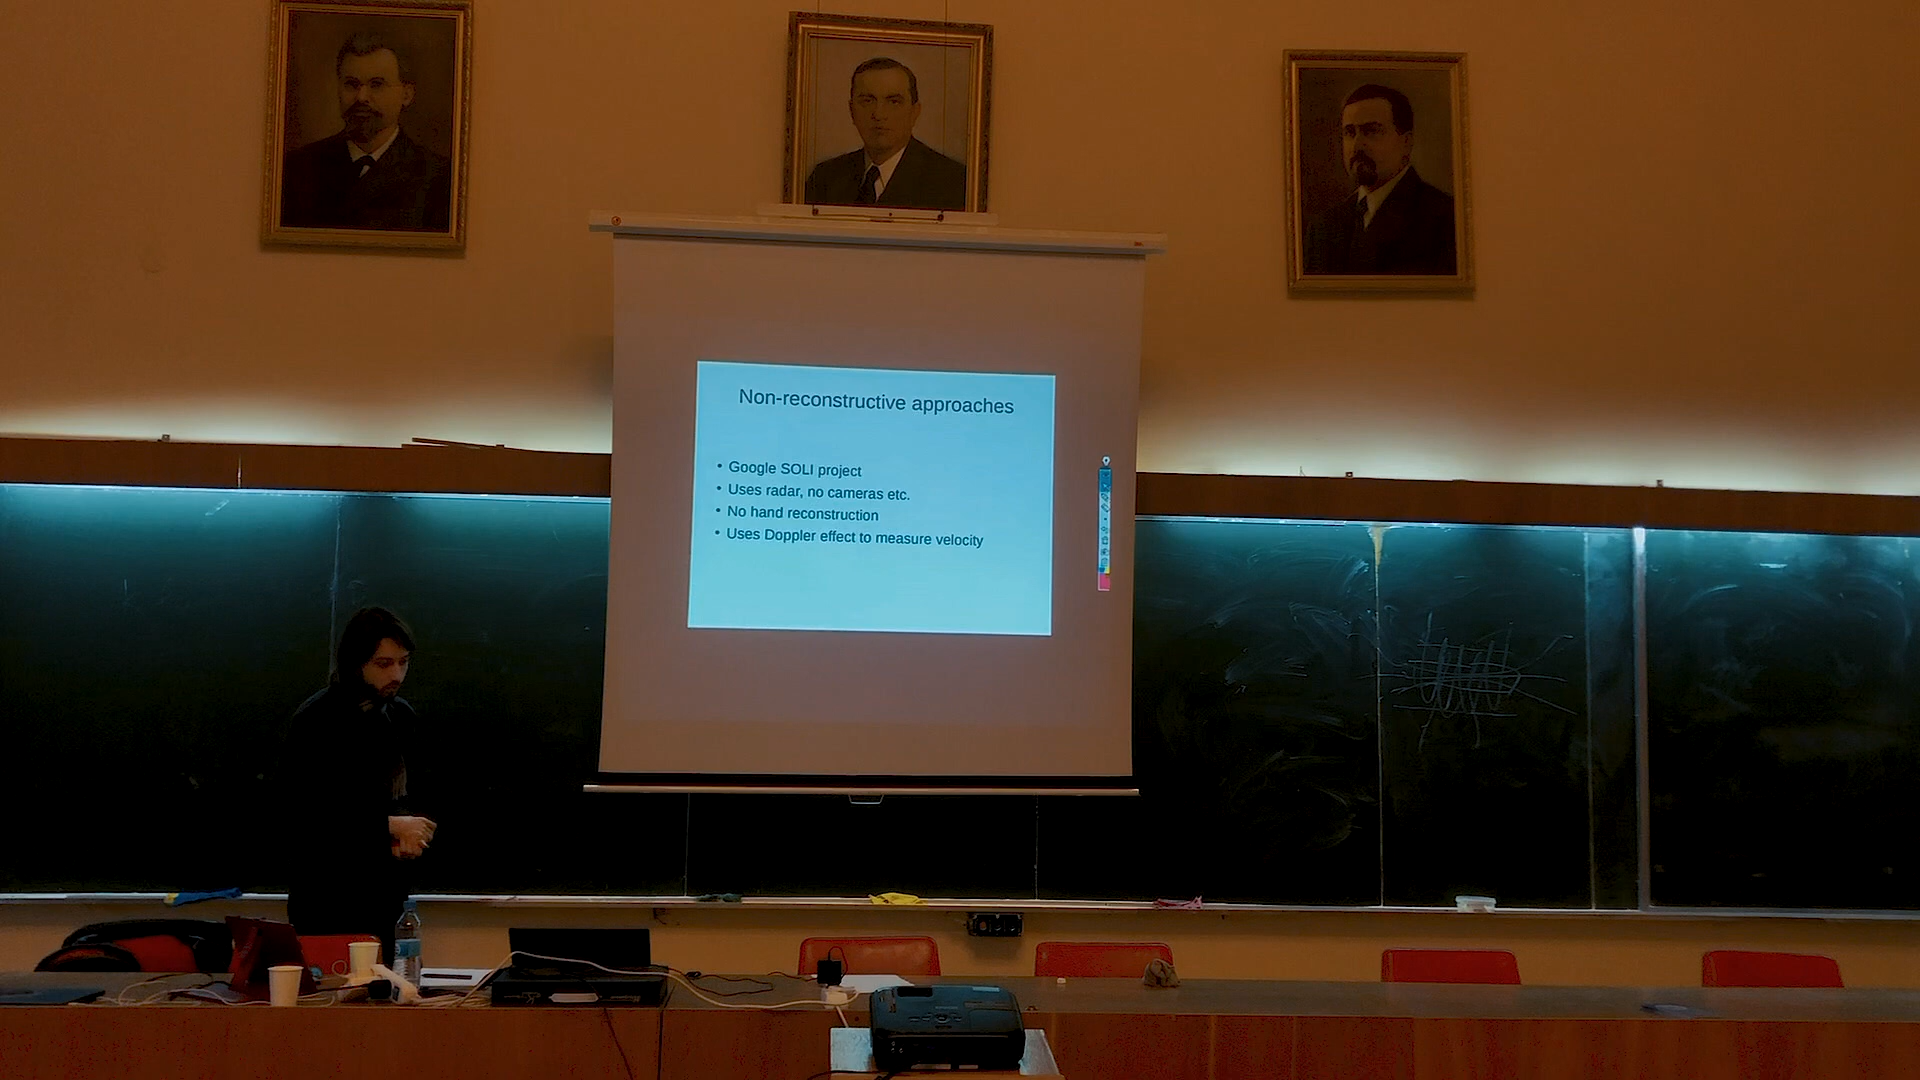 Non-reconstructive approaches
• Google SOLI project
• Uses radar, no cameras etc.
• No hand reconstruction
• Uses Doppler effect to measure velocity